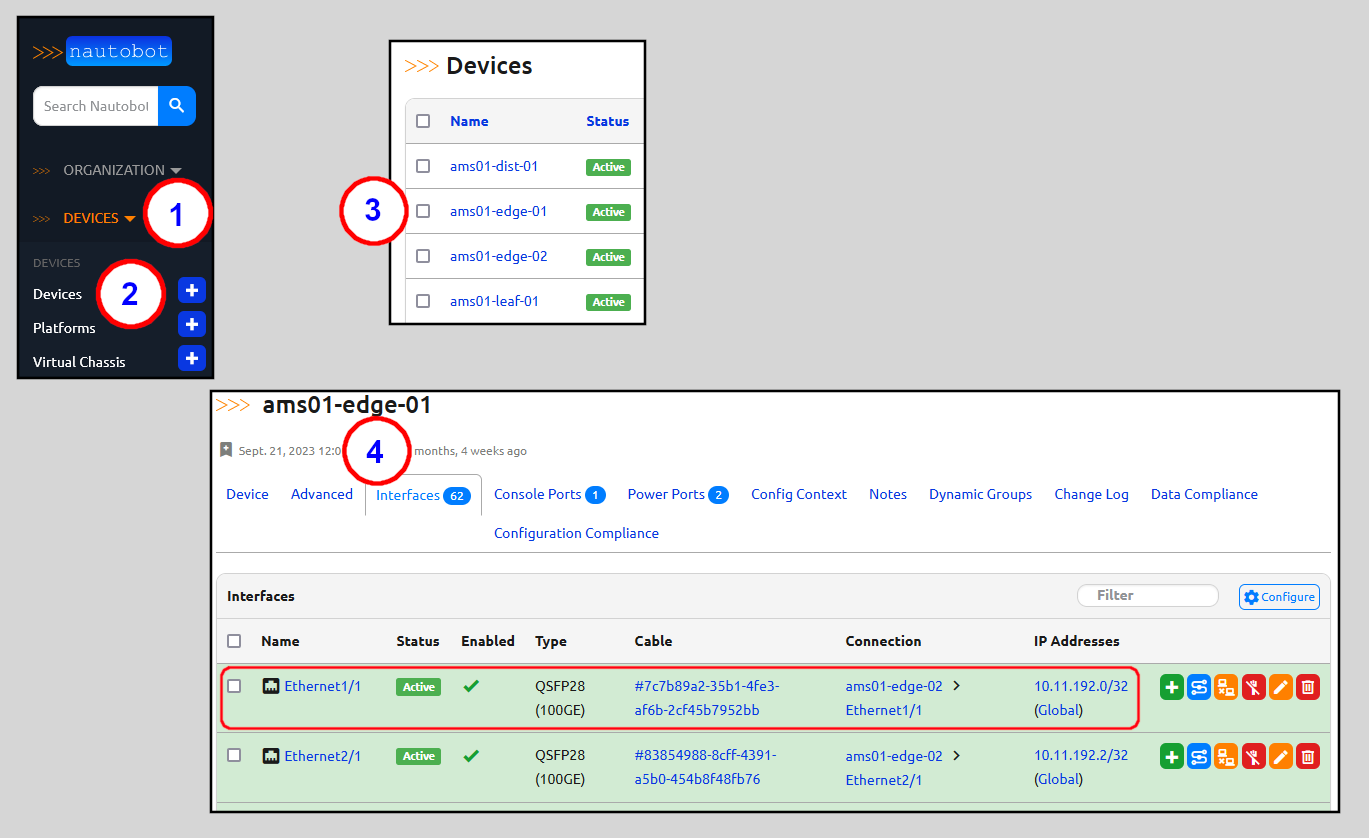 >>> nautobot
Search Nautobot
>>> ORGANIZATION
>>> DEVICES
1
DEVICES
Devices
2
Platforms
Virtual Chassis
>>> Devices
Name Status
ams01-dist-01 Active
3
ams01-edge-01 Active
ams01-edge-02 Active
ams01-leaf-01 Active
>>> ams01-edge-01
Sept. 21, 2023 12:0 months, 4 weeks ago
4
Device Advanced Interfaces 62 Console Ports 1 Power Ports 2 Config Context Notes Dynamic Groups Change Log Data Compliance
Configuration Compliance
Interfaces Filter Configure
Name Status Enabled Type Cable Connection IP Addresses
Ethernet1/1 Active QSFP28 #7c7b89a2-35b1-4fe3- ams01-edge-02 > 10.11.192.0/32
(100GE) af6b-2cf45b7952bb Ethernet1/1 (Global)
Ethernet2/1 Active QSFP28 #83854988-8cff-4391- ams01-edge-02 > 10.11.192.2/32
(100GE) a5b0-454b8f48fb76 Ethernet2/1 (Global)